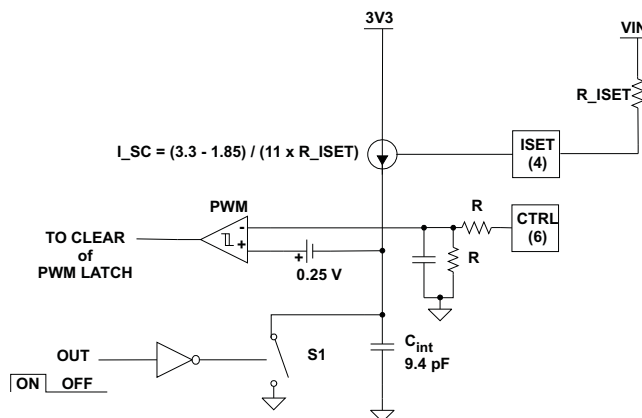 3V3
VIN
R_ISET
I_SC = (3.3 - 1.85) / (11 x R_ISET)
ISET
(4)
PWM
R
CTRL
(6)
-
+
TO CLEAR
of
PWM LATCH
+
0.25 V
R
OUT
S1
Cint
9.4 pF
ON OFF